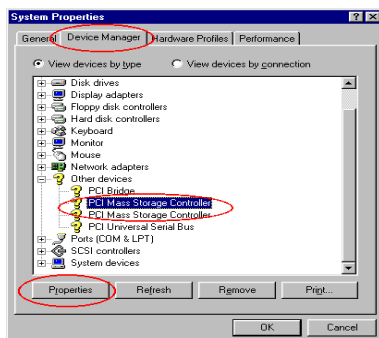 System Properties
General Device Manager Hardware Profiles Performance
View devices by type View devices by connection
Disk drives
Display adapters
Floppy disk controllers
Hard disk controllers
Keyboard
Monitor
Mouse
Network adapters
Other devices
PCI Bridge
PCI Mass Storage Controller
PCI Mass Storage Controller
PCI Universal Serial Bus
Ports (COM & LPT)
SCSI controllers
System devices
Properties Refresh Remove Print...
OK Cancel